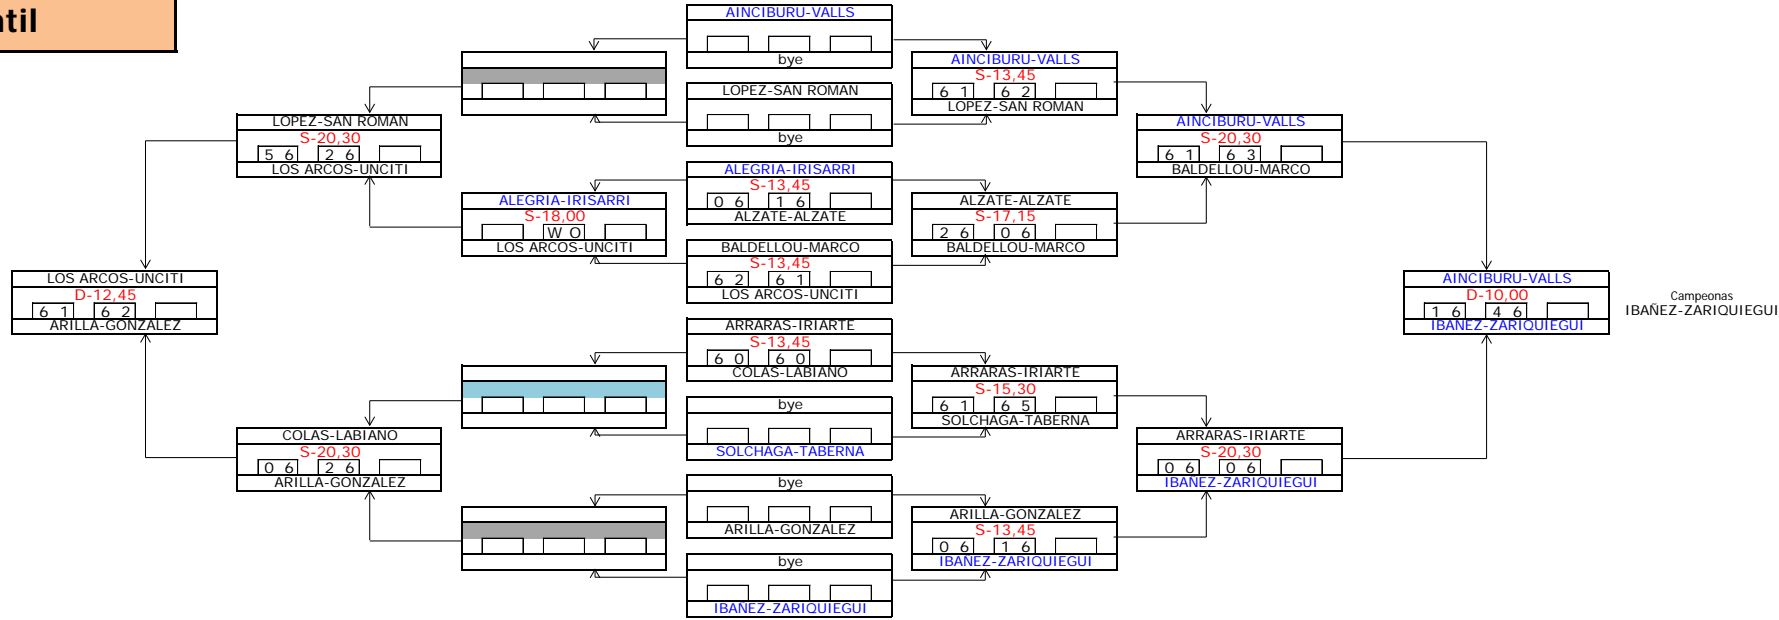 ntil
AINCIBURU-VALLS
bye
LOPEZ-SAN ROMAN
bye
ALEGRIA-IRISARRI
S-13,45
0 6 1 6
ALZATE-ALZATE
BALDELLOU-MARCO
S-13,45
6 2 6 1
LOS ARCOS-UNCITI
ARRARAS-IRIARTE
S-13,45
6 0 6 0
COLAS-LABIANO
bye
SOLCHAGA-TABERNA
bye
ARILLA-GONZALEZ
bye
IBAÑEZ-ZARIQUIEGUI
ALEGRIA-IRISARRI
S-18,00
W O
LOS ARCOS-UNCITI
LOPEZ-SAN ROMAN
S-20,30
5 6 2 6
LOS ARCOS-UNCITI
COLAS-LABIANO
S-20,30
0 6 2 6
ARILLA-GONZALEZ
LOS ARCOS-UNCITI
D-12,45
6 1 6 2
ARILLA-GONZALEZ
AINCIBURU-VALLS
S-13,45
6 1 6 2
LOPEZ-SAN ROMAN
ALZATE-ALZATE
S-17,15
2 6 0 6
BALDELLOU-MARCO
ARRARAS-IRIARTE
S-15,30
6 1 6 5
SOLCHAGA-TABERNA
ARILLA-GONZALEZ
S-13,45
0 6 1 6
IBAÑEZ-ZARIQUIEGUI
AINCIBURU-VALLS
S-20,30
6 1 6 3
BALDELLOU-MARCO
ARRARAS-IRIARTE
S-20,30
0 6 0 6
IBAÑEZ-ZARIQUIEGUI
AINCIBURU-VALLS
D-10,00
1 6 4 6
IBAÑEZ-ZARIQUIEGUI
Campeonas
IBAÑEZ-ZARIQUIEGUI